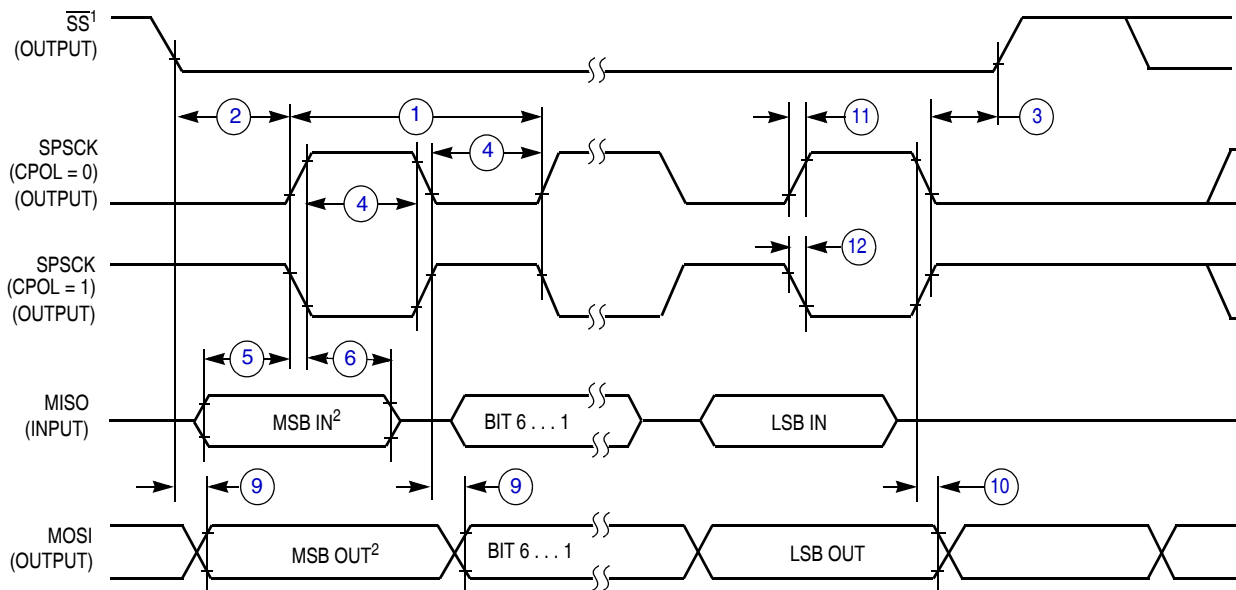 SS¹
(OUTPUT)
2
1
11
3
SPSCK
(CPOL = 0)
(OUTPUT)
4
4
SPSCK
(CPOL = 1)
(OUTPUT)
12
5
6
MISO
(INPUT)
MSB IN²
BIT 6 . . . 1
LSB IN
9
9
10
MOSI
(OUTPUT)
MSB OUT²
BIT 6 . . . 1
LSB OUT